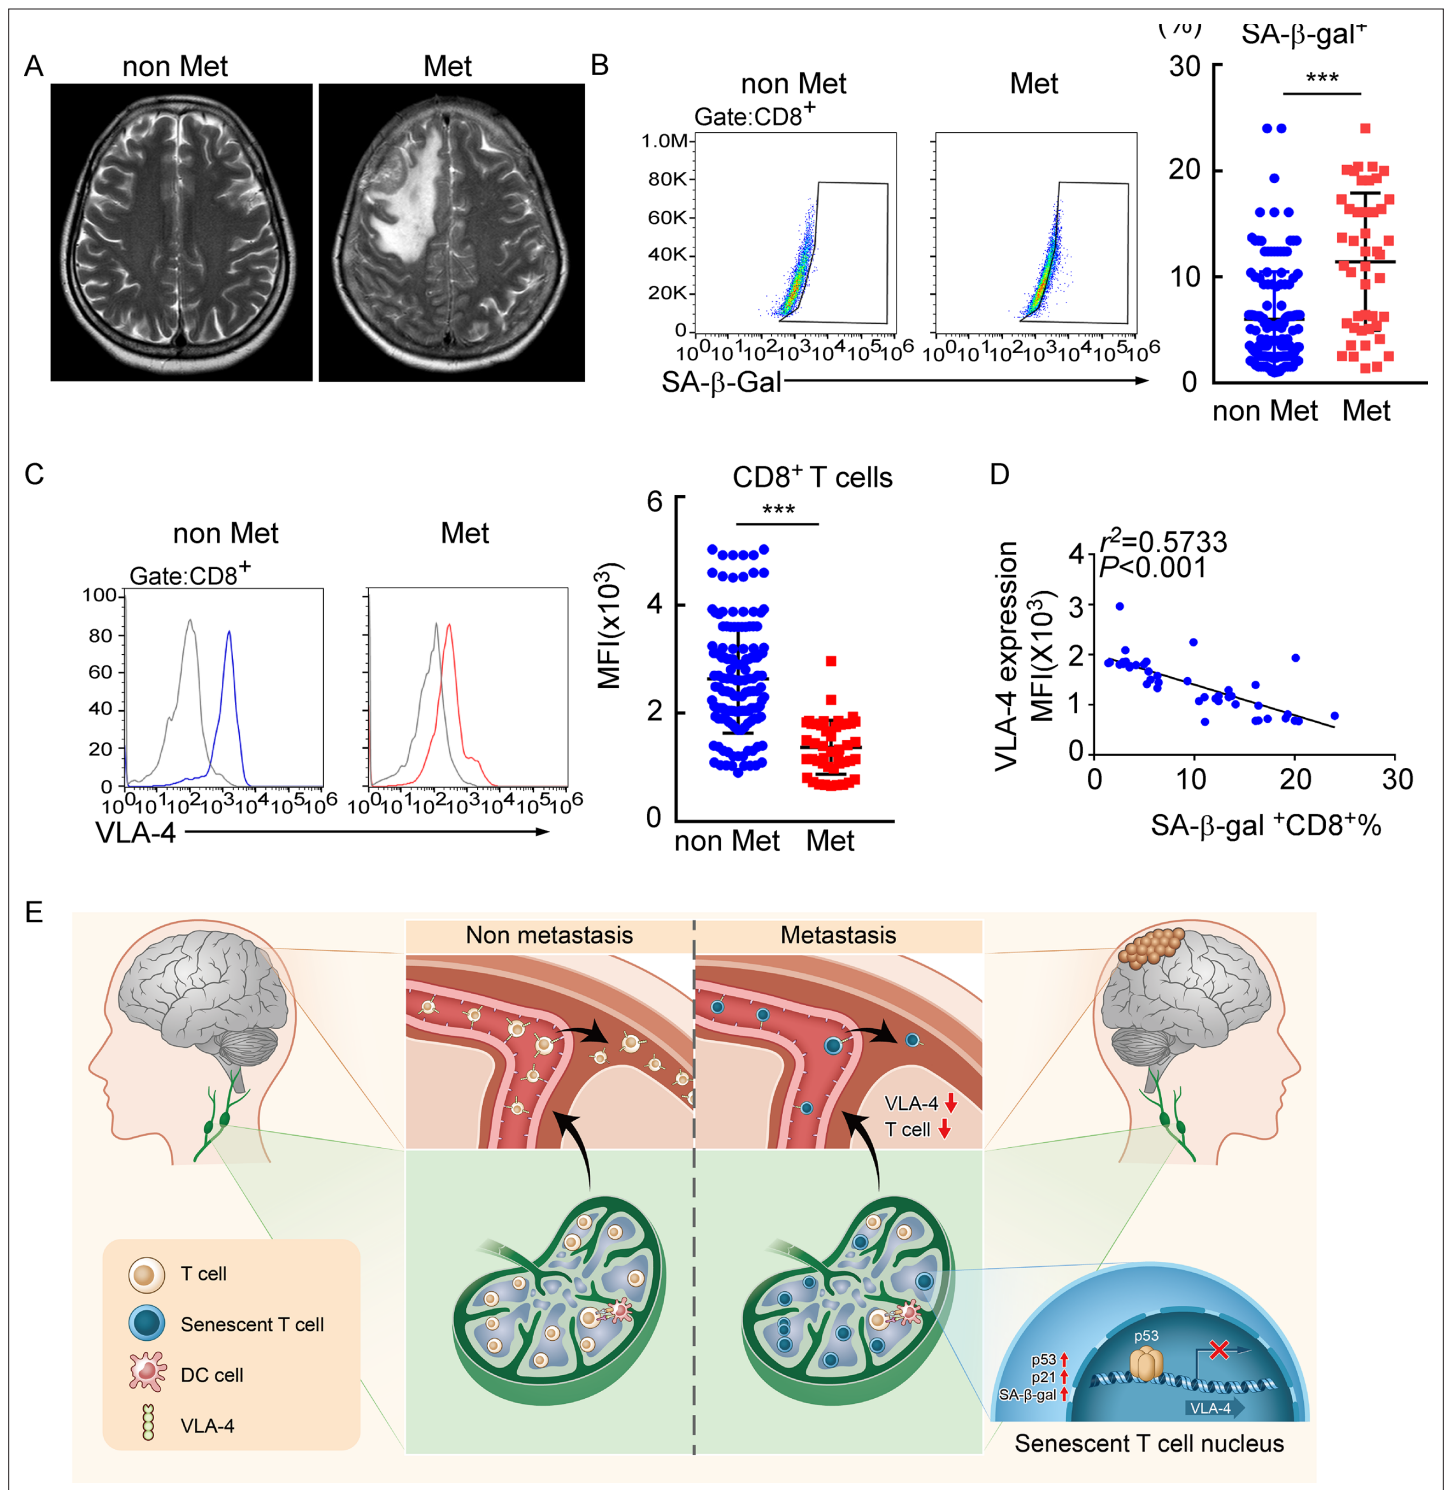 A
non Met
Met
B
non Met
Met
Gate:CD8+
1.0M
80K
60K
40K
20K
0
10^0 10^1 10^2 10^3 10^4 10^5 10^6
10^0 10^1 10^2 10^3 10^4 10^5 10^6
SA-β-Gal
(%)
SA-β-gal+
***
30
20
10
0
non Met
Met
C
non Met
Met
Gate:CD8+
100
80
60
40
20
0
10^0 10^1 10^2 10^3 10^4 10^5 10^6
10^0 10^1 10^2 10^3 10^4 10^5 10^6
VLA-4
CD8+ T cells
***
MFI(x10^3)
6
4
2
0
non Met
Met
D
r^2=0.5733
P<0.001
VLA-4 expression
MFI(X10^3)
4
3
2
1
0
0
10
20
30
SA-β-gal +CD8+%
E
Non metastasis
Metastasis
VLA-4
T cell
T cell
Senescent T cell
DC cell
VLA-4
p53
p53
p21
SA-β-gal
VLA-4
Senescent T cell nucleus